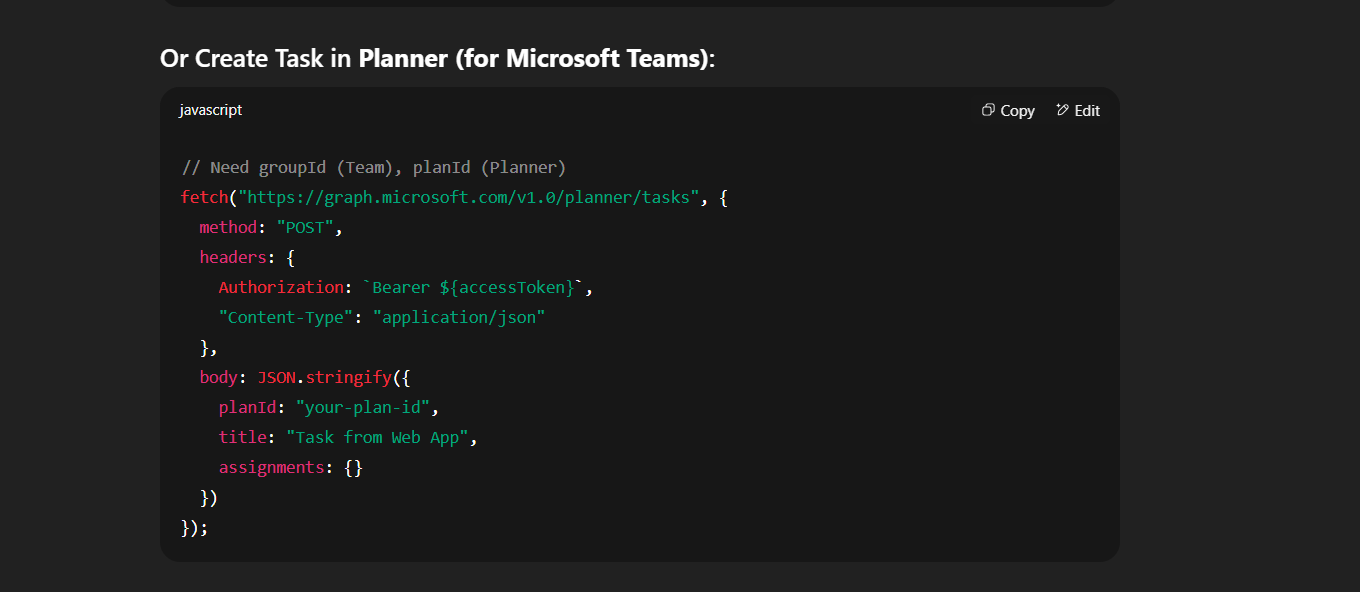 Or Create Task in Planner (for Microsoft Teams):
javascript
Copy Edit
// Need groupId (Team), planId (Planner)
fetch("https://graph.microsoft.com/v1.0/planner/tasks", {
  method: "POST",
  headers: {
    Authorization: `Bearer ${accessToken}`,
    "Content-Type": "application/json"
  },
  body: JSON.stringify({
    planId: "your-plan-id",
    title: "Task from Web App",
    assignments: {}
  })
});